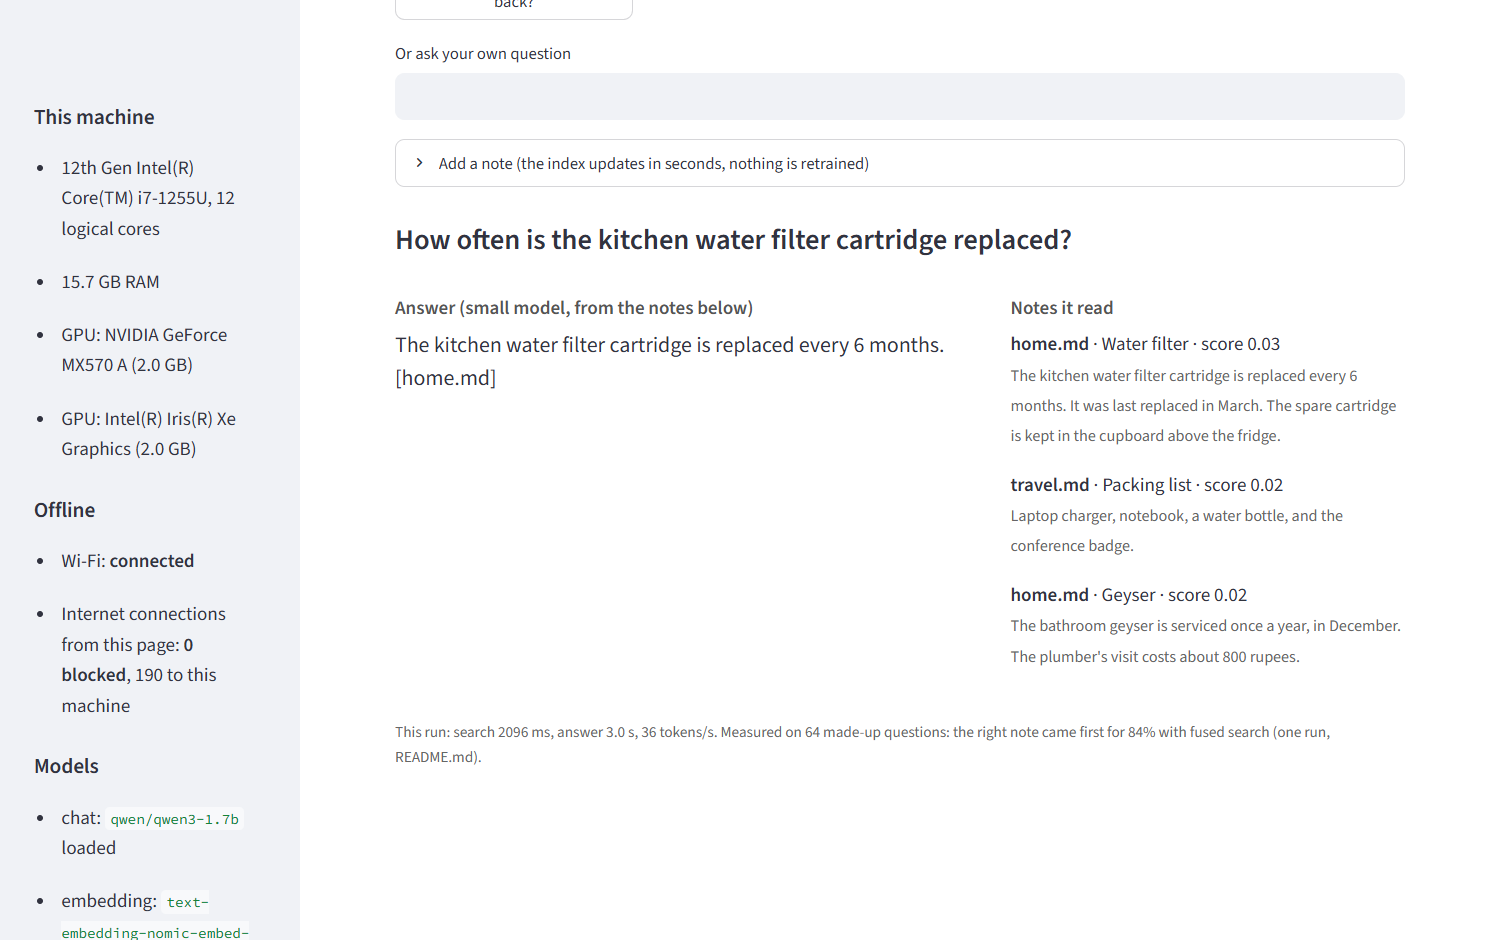 This machine
12th Gen Intel(R)
Core(TM) i7-1255U, 12
logical cores
15.7 GB RAM
GPU: NVIDIA GeForce
MX570 A (2.0 GB)
GPU: Intel(R) Iris(R) Xe
Graphics (2.0 GB)
Offline
Wi-Fi: connected
Internet connections
from this page: 0
blocked, 190 to this
machine
Models
chat: qwen/qwen3-1.7b
loaded
embedding: text-
embedding-nomic-embed-
back?
Or ask your own question
Add a note (the index updates in seconds, nothing is retrained)
How often is the kitchen water filter cartridge replaced?
Answer (small model, from the notes below)
The kitchen water filter cartridge is replaced every 6 months.
[home.md]
Notes it read
home.md · Water filter · score 0.03
The kitchen water filter cartridge is replaced every 6
months. It was last replaced in March. The spare cartridge
is kept in the cupboard above the fridge.
travel.md · Packing list · score 0.02
Laptop charger, notebook, a water bottle, and the
conference badge.
home.md · Geyser · score 0.02
The bathroom geyser is serviced once a year, in December.
The plumber's visit costs about 800 rupees.
This run: search 2096 ms, answer 3.0 s, 36 tokens/s. Measured on 64 made-up questions: the right note came first for 84% with fused search (one run,
README.md).